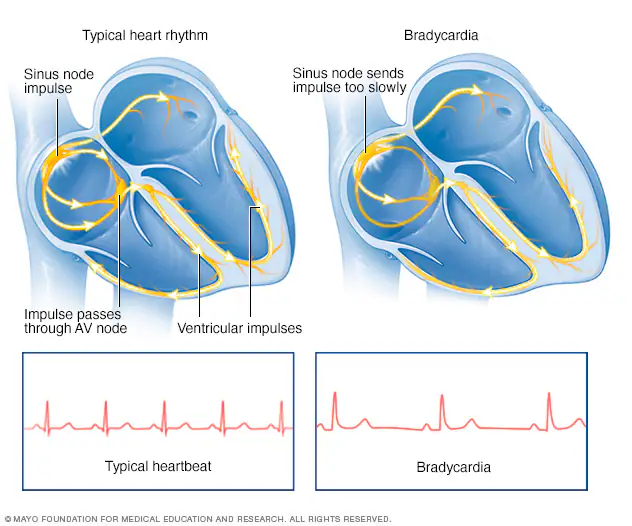 Typical heart rhythm
Bradycardia
Sinus node
impulse
Sinus node sends
impulse too slowly
Impulse passes
through AV node
Ventricular impulses
Typical heartbeat
Bradycardia
© MAYO FOUNDATION FOR MEDICAL EDUCATION AND RESEARCH. ALL RIGHTS RESERVED.